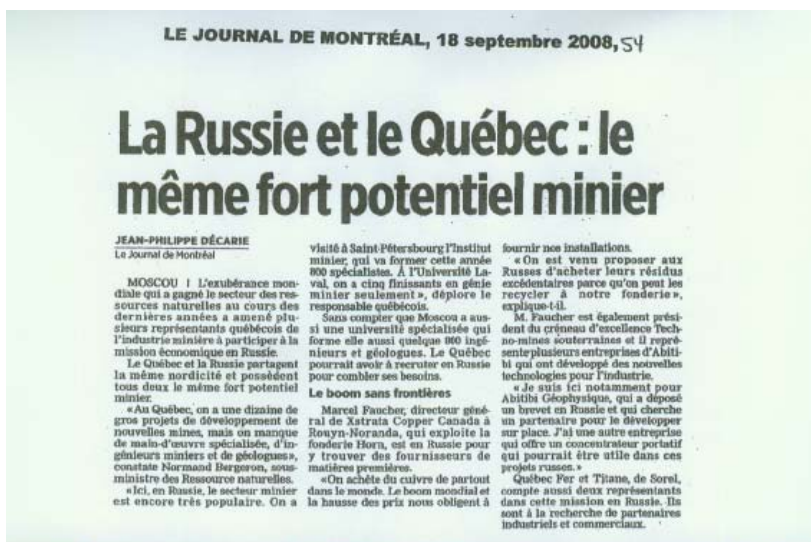 LE JOURNAL DE MONTRÉAL, 18 septembre 2008, 54
La Russie et le Québec : le
même fort potentiel minier
JEAN-PHILIPPE DÉCARIE
Le Journal de Montréal
MOSCOU | L'exubérance mon-
diale qui a gagné le secteur des res-
sources naturelles au cours des
dernières années a amené plu-
sieurs représentants québécois de
l'industrie minière à participer à la
mission économique en Russie.
Le Québec et la Russie partagent
la même nordicité et possèdent
tous deux le même fort potentiel
minier.
«Au Québec, on a une dizaine de
gros projets de développement de
nouvelles mines, mais on manque
de main-d'œuvre spécialisée, d'in-
génieurs miniers et de géologues»,
constate Normand Bergeron, sous-
ministre des Ressource naturelles.
«Ici, en Russie, le secteur minier
est encore très populaire. On a
visité à Saint-Pétersbourg l'Institut
minier, qui va former cette année
800 spécialistes. À l'Université La-
val, on a cinq finissants en génie
minier seulement», déplore le
responsable québécois.
Sans compter que Moscou a aus-
si une université spécialisée qui
forme elle aussi quelque 800 ingé-
nieurs et géologues. Le Québec
pourrait avoir à recruter en Russie
pour combler ses besoins.
Le boom sans frontières
Marcel Faucher, directeur géné-
ral de Xstrata Copper Canada à
Rouyn-Noranda, qui exploite la
fonderie Horn, est en Russie pour
y trouver des fournisseurs de
matières premières.
«On achète du cuivre de partout
dans le monde. Le boom mondial et
la hausse des prix nous obligent à
fournir nos installations.
«On est venu proposer aux
Russes d'acheter leurs résidus
excédentaires parce qu'on peut les
recycler à notre fonderie»,
explique-t-il.
M. Faucher est également prési-
dent du créneau d'excellence Tech-
no-mines souterraines et il repré-
sente plusieurs entreprises d'Abiti-
bi qui ont développé des nouvelles
technologies pour l'industrie.
«Je suis ici notamment pour
Abitibi Géophysique, qui a déposé
un brevet en Russie et qui cherche
un partenaire pour le développer
sur place. J'ai une autre entreprise
qui offre un concentrateur portatif
qui pourrait être utile dans ces
projets russes.»
Québec Fer et Titane, de Sorel,
compte aussi deux représentants
dans cette mission en Russie. Ils
sont à la recherche de partenaires
industriels et commerciaux.